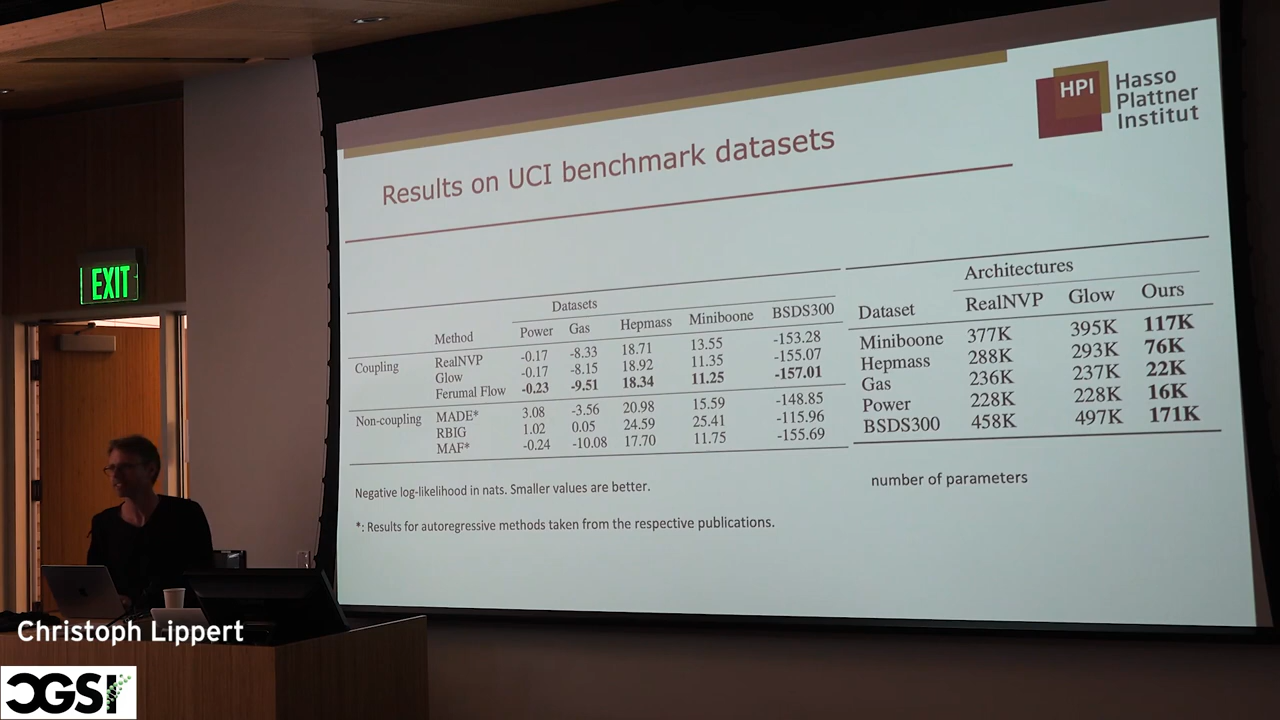 HPI
Hasso
Plattner
Institut
Results on UCI benchmark datasets
EXIT
Datasets
Method Power Gas Hepmass Miniboone BSDS300
Coupling
RealNVP -0.17 -8.33 18.71 13.55 -153.28
Glow -0.17 -8.15 18.92 11.35 -155.07
Ferumal Flow -0.23 -9.51 18.34 11.25 -157.01
Non-coupling
MADE* 3.08 -3.56 20.98 15.59 -148.85
RBIG 1.02 0.05 24.59 25.41 -115.96
MAF* -0.24 -10.08 17.70 11.75 -155.69
Negative log-likelihood in nats. Smaller values are better.
*: Results for autoregressive methods taken from the respective publications.
Architectures
Dataset RealNVP Glow Ours
Miniboone 377K 395K 117K
Hepmass 288K 293K 76K
Gas 236K 237K 22K
Power 228K 228K 16K
BSDS300 458K 497K 171K
number of parameters
Christoph Lippert
CGSI